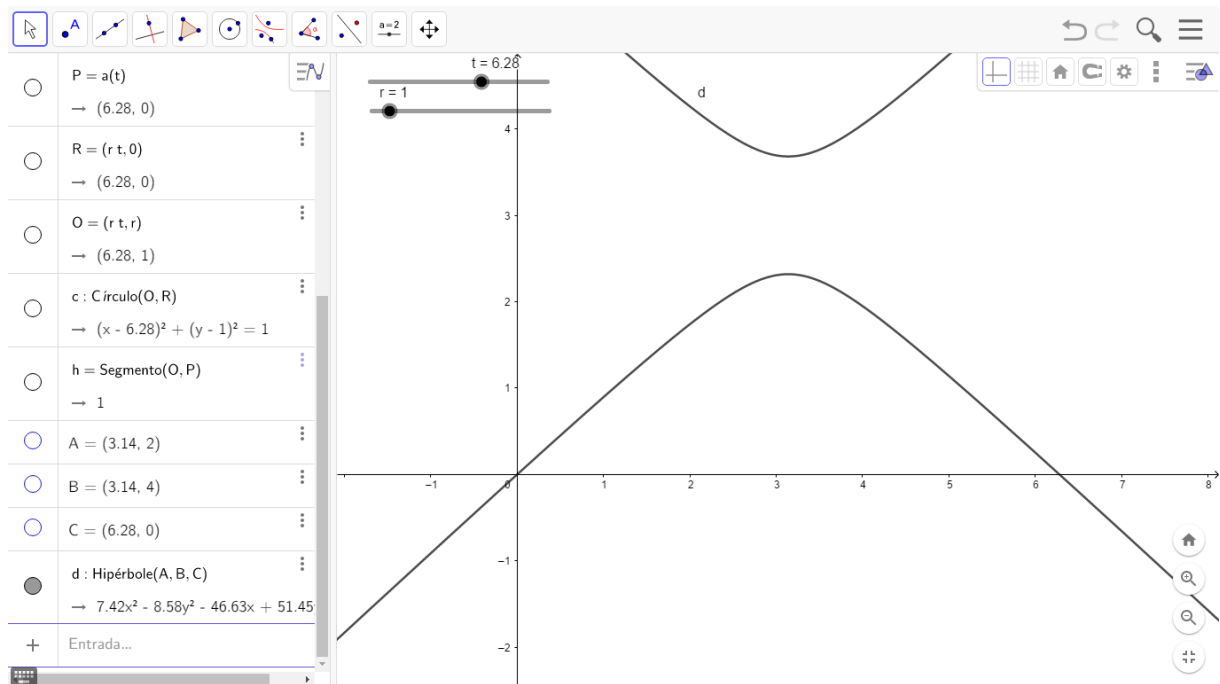 A
a=2
P = a(t)
→ (6.28, 0)
R = (r t, 0)
→ (6.28, 0)
O = (r t, r)
→ (6.28, 1)
c : Círculo(O, R)
→ (x - 6.28)² + (y - 1)² = 1
h = Segmento(O, P)
→ 1
A = (3.14, 2)
B = (3.14, 4)
C = (6.28, 0)
d : Hipérbole(A, B, C)
→ 7.42x² - 8.58y² - 46.63x + 51.45
+ Entrada...
t = 6.28
r = 1
d
4
3
2
1
−1 0 1 2 3 4 5 6 7 8
−1
−2